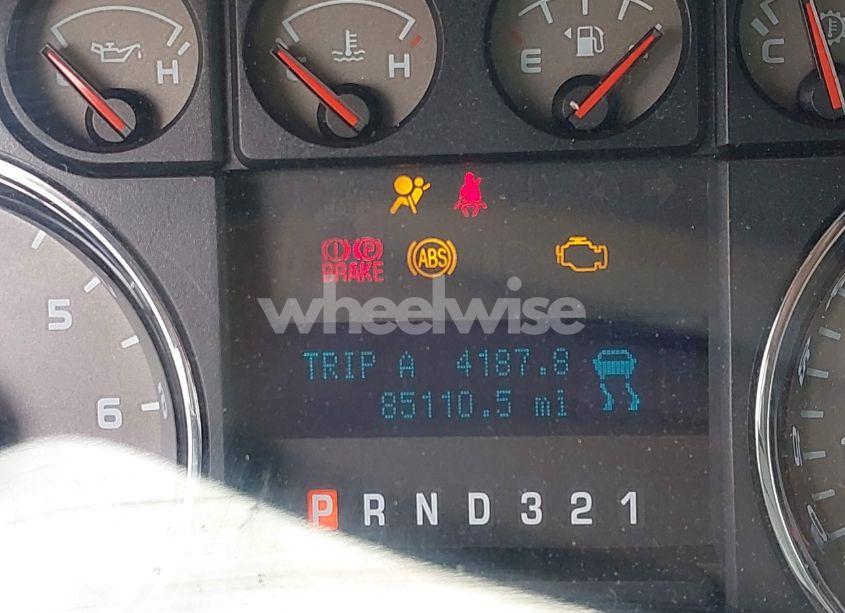 H
H
E
C
BRAKE
ABS
wheelwise
5
TRIP A 4187.8
85110.5 mi
6
P R N D 3 2 1